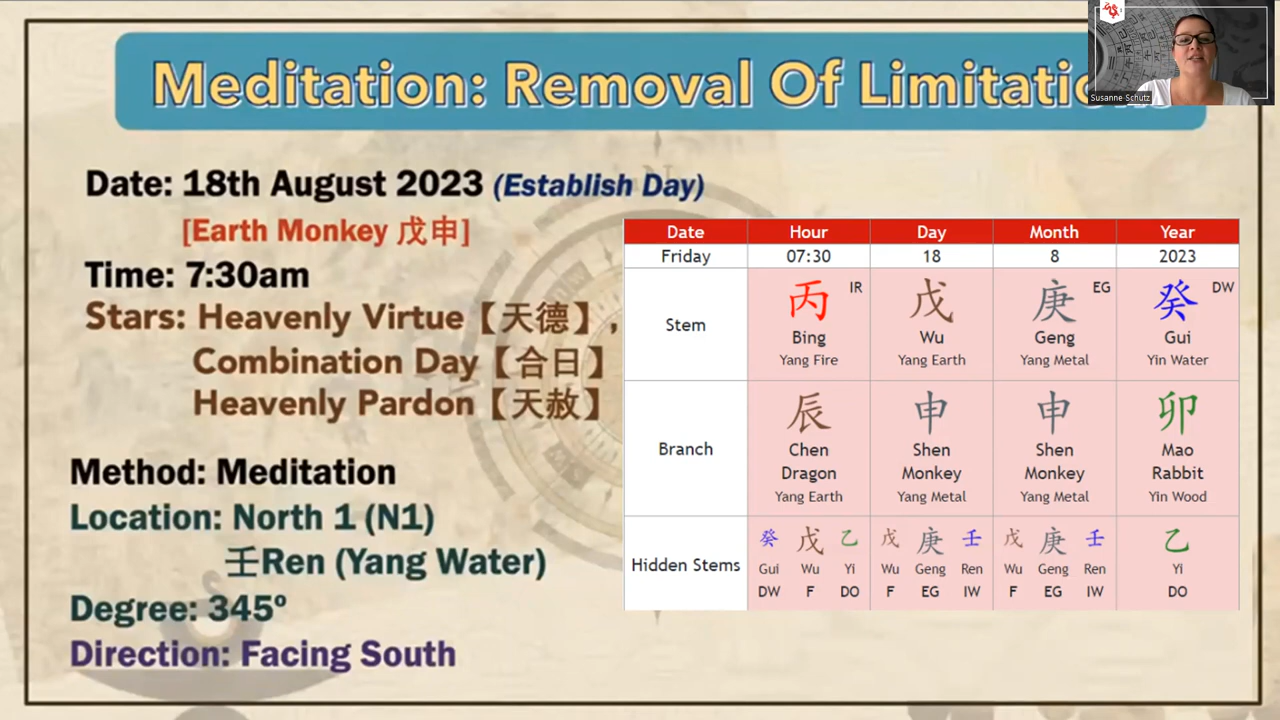 Meditation: Removal Of Limitatio
Susanne Schutz
Date: 18th August 2023 (Establish Day)
[Earth Monkey 戊申]
Time: 7:30am
Stars: Heavenly Virtue【天德】,
Combination Day【合日】
Heavenly Pardon【天赦】
Method: Meditation
Location: North 1 (N1)
壬Ren (Yang Water)
Degree: 345º
Direction: Facing South
Date Hour Day Month Year
Friday 07:30 18 8 2023
Stem 丙 IR 戊 庚 EG 癸 DW
Bing Wu Geng Gui
Yang Fire Yang Earth Yang Metal Yin Water
Branch 辰 申 申 卯
Chen Shen Shen Mao
Dragon Monkey Monkey Rabbit
Yang Earth Yang Metal Yang Metal Yin Wood
Hidden Stems 癸 戊 乙 戊 庚 壬 戊 庚 壬 乙
Gui Wu Yi Wu Geng Ren Wu Geng Ren Yi
DW F DO F EG IW F EG IW DO